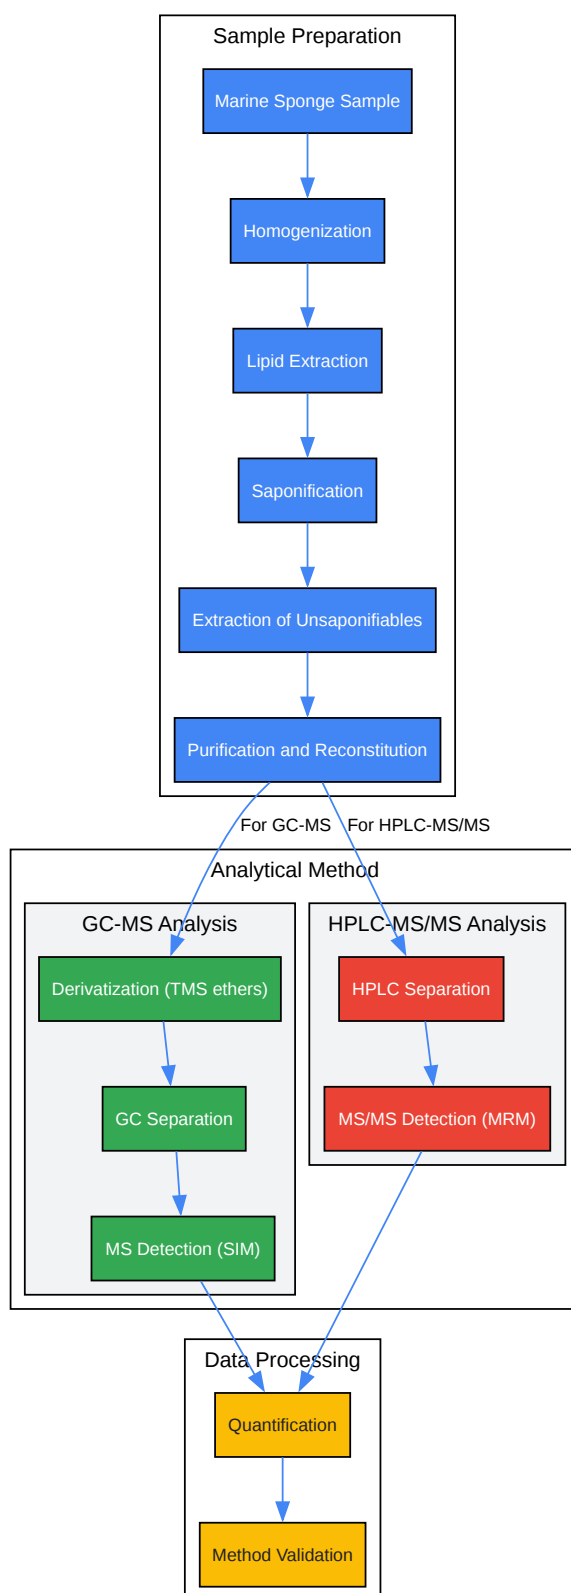 Sample Preparation
Marine Sponge Sample
Homogenization
Lipid Extraction
Saponification
Extraction of Unsaponifiables
Purification and Reconstitution
For GC-MS
For HPLC-MS/MS
Analytical Method
GC-MS Analysis
HPLC-MS/MS Analysis
Derivatization (TMS ethers)
HPLC Separation
GC Separation
MS/MS Detection (MRM)
MS Detection (SIM)
Data Processing
Quantification
Method Validation